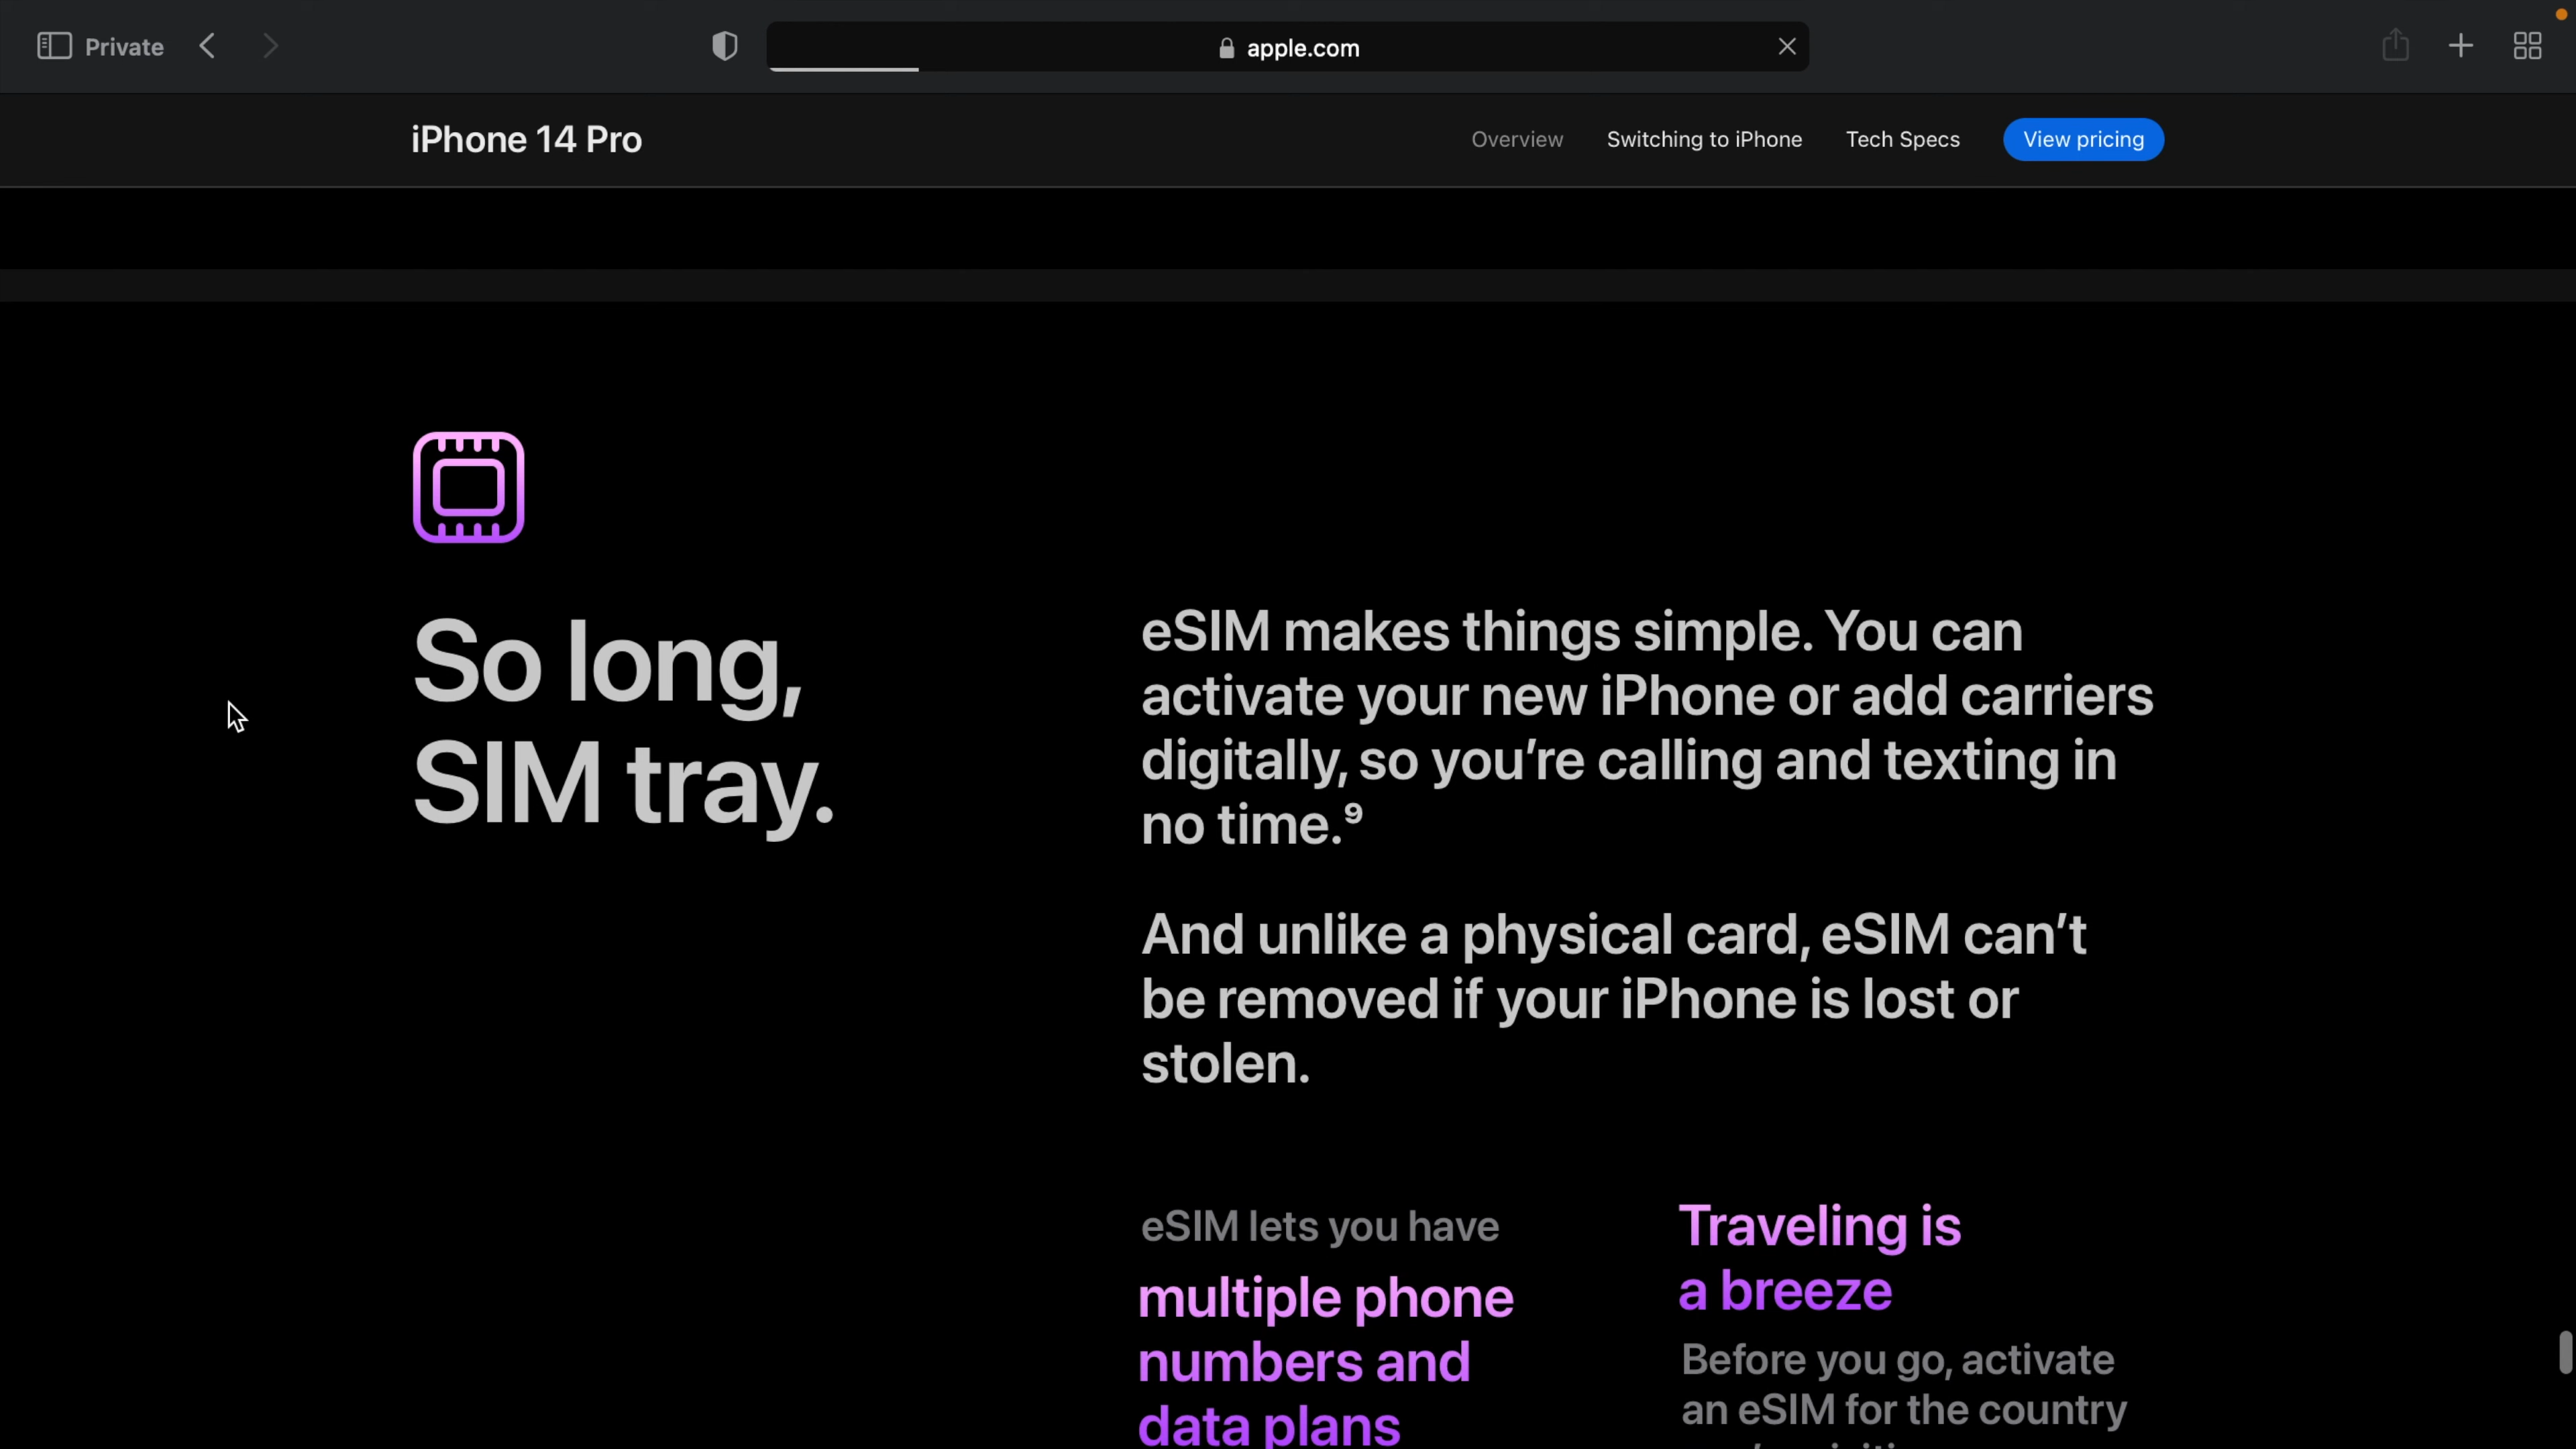 Private
apple.com
iPhone 14 Pro
Overview
Switching to iPhone
Tech Specs
View pricing
So long,
SIM tray.
eSIM makes things simple. You can
activate your new iPhone or add carriers
digitally, so you're calling and texting in
no time.⁹
And unlike a physical card, eSIM can't
be removed if your iPhone is lost or
stolen.
eSIM lets you have
multiple phone
numbers and
data plans
Traveling is
a breeze
Before you go, activate
an eSIM for the country